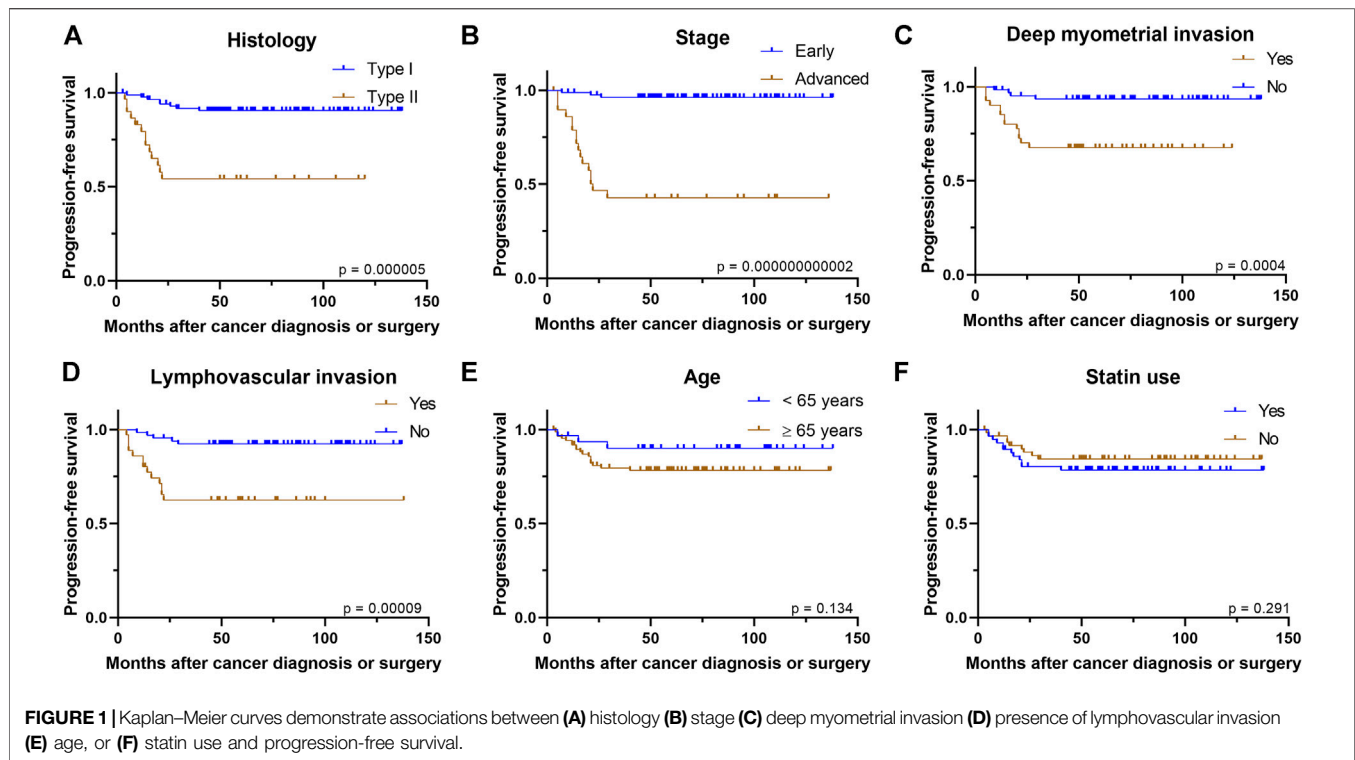 A
Histology
Type I
Type II
Progression-free survival
1.0
0.5
0.0
p = 0.000005
0
50
100
150
Months after cancer diagnosis or surgery
B
Stage
Early
Advanced
Progression-free survival
1.0
0.5
0.0
p = 0.000000000002
0
50
100
150
Months after cancer diagnosis or surgery
C
Deep myometrial invasion
Yes
No
Progression-free survival
1.0
0.5
0.0
p = 0.0004
0
50
100
150
Months after cancer diagnosis or surgery
D
Lymphovascular invasion
Yes
No
Progression-free survival
1.0
0.5
0.0
p = 0.00009
0
50
100
150
Months after cancer diagnosis or surgery
E
Age
< 65 years
≥ 65 years
Progression-free survival
1.0
0.5
0.0
p = 0.134
0
50
100
150
Months after cancer diagnosis or surgery
F
Statin use
Yes
No
Progression-free survival
1.0
0.5
0.0
p = 0.291
0
50
100
150
Months after cancer diagnosis or surgery
FIGURE 1 | Kaplan–Meier curves demonstrate associations between (A) histology (B) stage (C) deep myometrial invasion (D) presence of lymphovascular invasion
(E) age, or (F) statin use and progression-free survival.